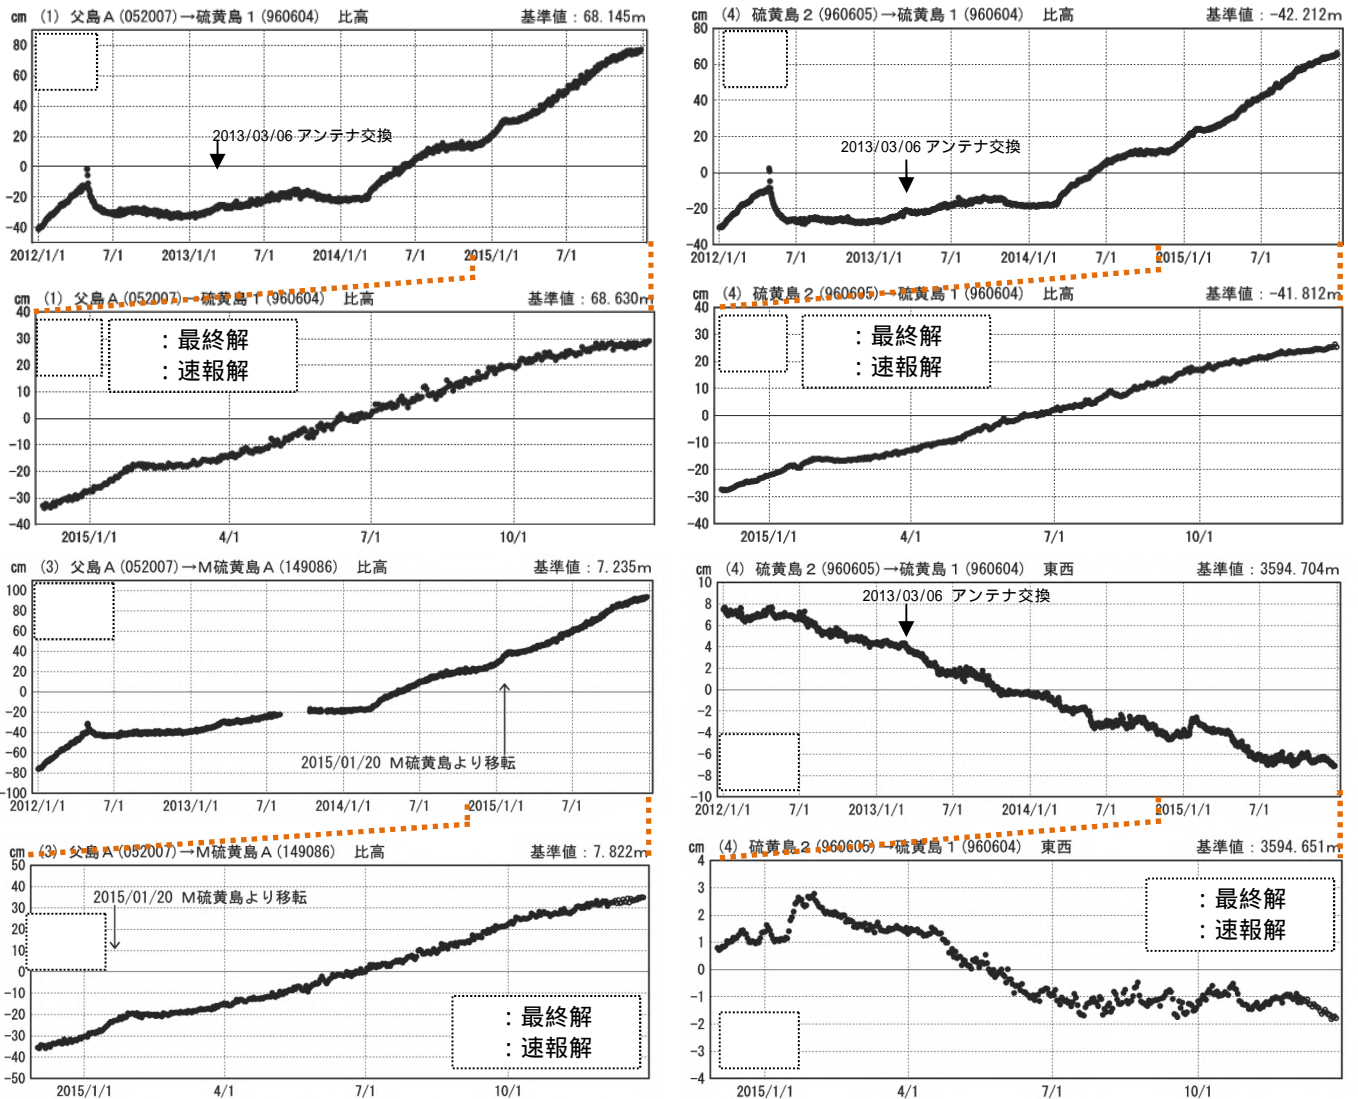 cm (1) 父島A(052007)→硫黄島1(960604) 比高 基準値:68.145m
80
60
40
20
0
-20
-40
2013/03/06 アンテナ交換
2012/1/1 7/1 2013/1/1 7/1 2014/1/1 7/1 2015/1/1 7/1
cm (1) 父島A(052007)→硫黄島1(960604) 比高 基準値:68.630m
40
30
20
10
0
-10
-20
-30
-40
:最終解
:速報解
2015/1/1 4/1 7/1 10/1
cm (3) 父島A(052007)→M硫黄島A(149086) 比高 基準値:7.235m
100
80
60
40
20
0
-20
-40
-60
-80
-100
2015/01/20 M硫黄島より移転
2012/1/1 7/1 2013/1/1 7/1 2014/1/1 7/1 2015/1/1 7/1
cm (3) 父島A(052007)→M硫黄島A(149086) 比高 基準値:7.822m
50
40
30
20
10
0
-10
-20
-30
-40
-50
2015/01/20 M硫黄島より移転
:最終解
:速報解
2015/1/1 4/1 7/1 10/1
cm (4) 硫黄島2(960605)→硫黄島1(960604) 比高 基準値:-42.212m
80
60
40
20
0
-20
-40
2013/03/06 アンテナ交換
2012/1/1 7/1 2013/1/1 7/1 2014/1/1 7/1 2015/1/1 7/1
cm (4) 硫黄島2(960605)→硫黄島1(960604) 比高 基準値:-41.812m
40
30
20
10
0
-10
-20
-30
-40
:最終解
:速報解
2015/1/1 4/1 7/1 10/1
cm (4) 硫黄島2(960605)→硫黄島1(960604) 東西 基準値:3594.704m
10
8
6
4
2
0
-2
-4
-6
-8
-10
2013/03/06 アンテナ交換
2012/1/1 7/1 2013/1/1 7/1 2014/1/1 7/1 2015/1/1 7/1
cm (4) 硫黄島2(960605)→硫黄島1(960604) 東西 基準値:3594.651m
4
3
2
1
0
-1
-2
-3
-4
:最終解
:速報解
2015/1/1 4/1 7/1 10/1